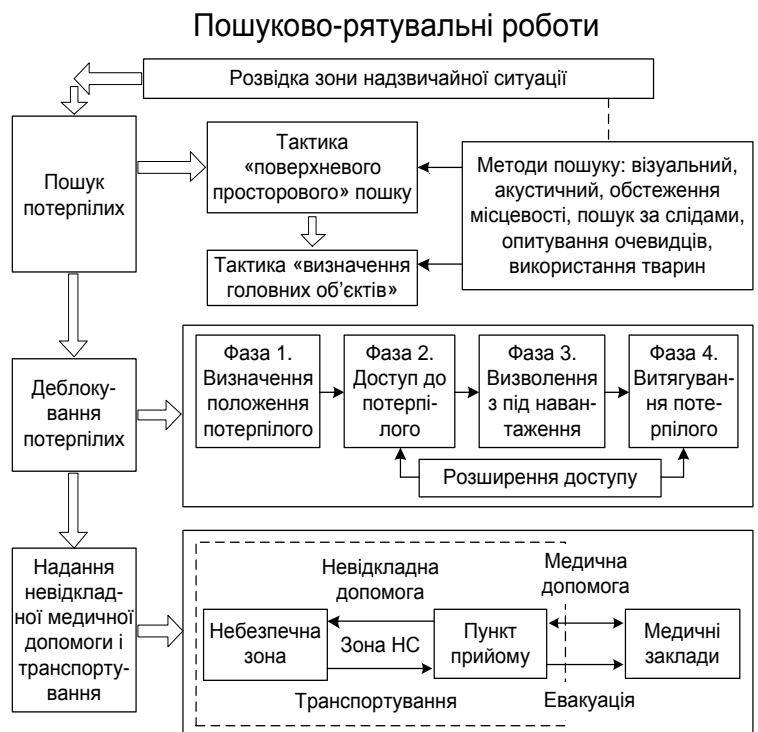 Пошуково-рятувальні роботи
Розвідка зони надзвичайної ситуації
Пошук
потерпілих
Тактика
«поверхневого
просторового» пошку
Тактика «визначення
головних об’єктів»
Методи пошуку: візуальний,
акустичний, обстеження
місцевості, пошук за слідами,
опитування очевидців,
використання тварин
Деблоку-
вання
потерпілих
Фаза 1.
Визначення
положення
потерпілого
Фаза 2.
Доступ до
потерпі-
лого
Фаза 3.
Визволення
з під наван-
таження
Фаза 4.
Витягуван-
ня поте-
рпілого
Розширення доступу
Надання
невідклад-
ної медичної
допомоги і
транспорту-
вання
Невідкладна
допомога
Медична
допомога
Небезпечна
зона
Зона НС
Пункт
прийому
Медичні
заклади
Транспортування
Евакуація